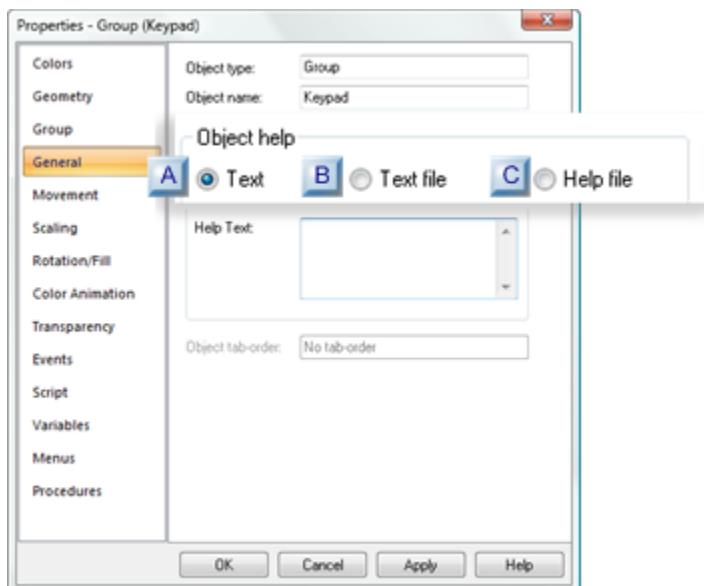 Properties - Group (Keypad)
Colors
Geometry
Group
General
Movement
Scaling
Rotation/Fill
Color Animation
Transparency
Events
Script
Variables
Menus
Procedures
Object type: Group
Object name: Keypad
Object help
A Text B Text file C Help file
Help Text:
Object tab-order: No tab-order
OK Cancel Apply Help